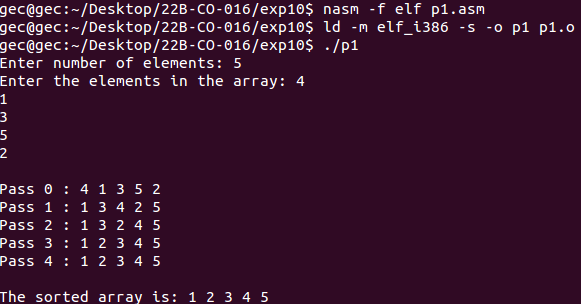 gec@gec:~/Desktop/22B-CO-016/exp10$ nasm -f elf p1.asm
gec@gec:~/Desktop/22B-CO-016/exp10$ ld -m elf_i386 -s -o p1 p1.o
gec@gec:~/Desktop/22B-CO-016/exp10$ ./p1
Enter number of elements: 5
Enter the elements in the array: 4
1
3
5
2
Pass 0 : 4 1 3 5 2
Pass 1 : 1 3 4 2 5
Pass 2 : 1 3 2 4 5
Pass 3 : 1 2 3 4 5
Pass 4 : 1 2 3 4 5
The sorted array is: 1 2 3 4 5